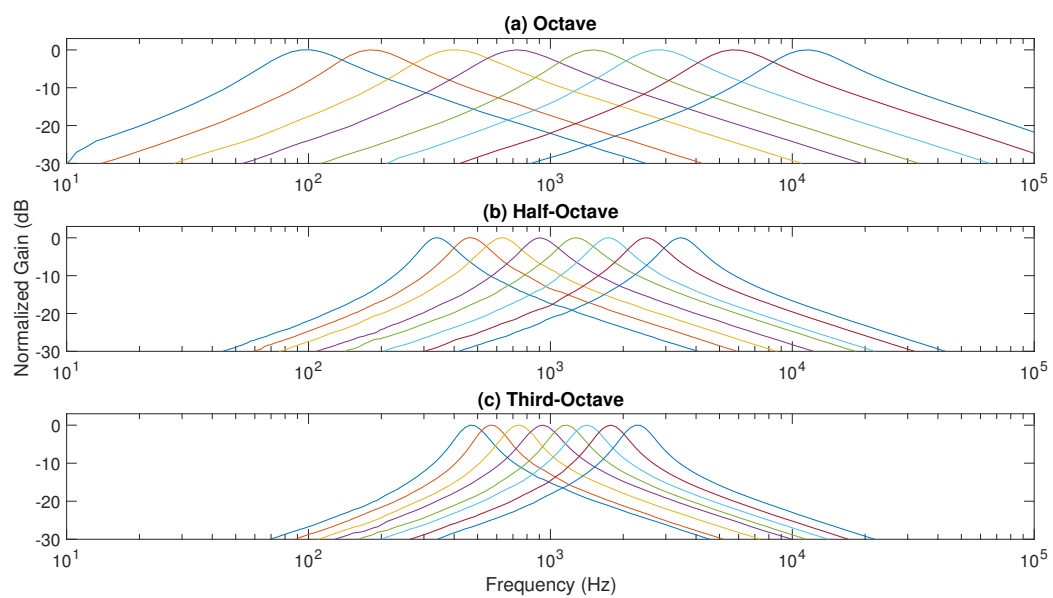 (a) Octave
0
-10
-20
-30
10^1 10^2 10^3 10^4 10^5
(b) Half-Octave
Normalized Gain (dB
0
-10
-20
-30
10^1 10^2 10^3 10^4 10^5
(c) Third-Octave
0
-10
-20
-30
10^1 10^2 10^3 10^4 10^5
Frequency (Hz)